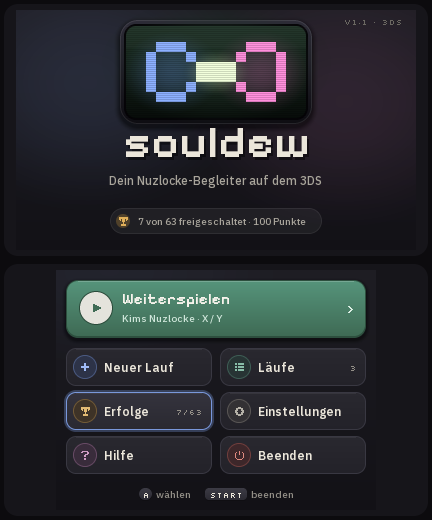 V1.1 · 3DS
souldew
Dein Nuzlocke-Begleiter auf dem 3DS
7 von 63 freigeschaltet · 100 Punkte
Weiterspielen
Kims Nuzlocke · X / Y
Neuer Lauf
Läufe 3
Erfolge 7/63
Einstellungen
? Hilfe
Beenden
A wählen START beenden